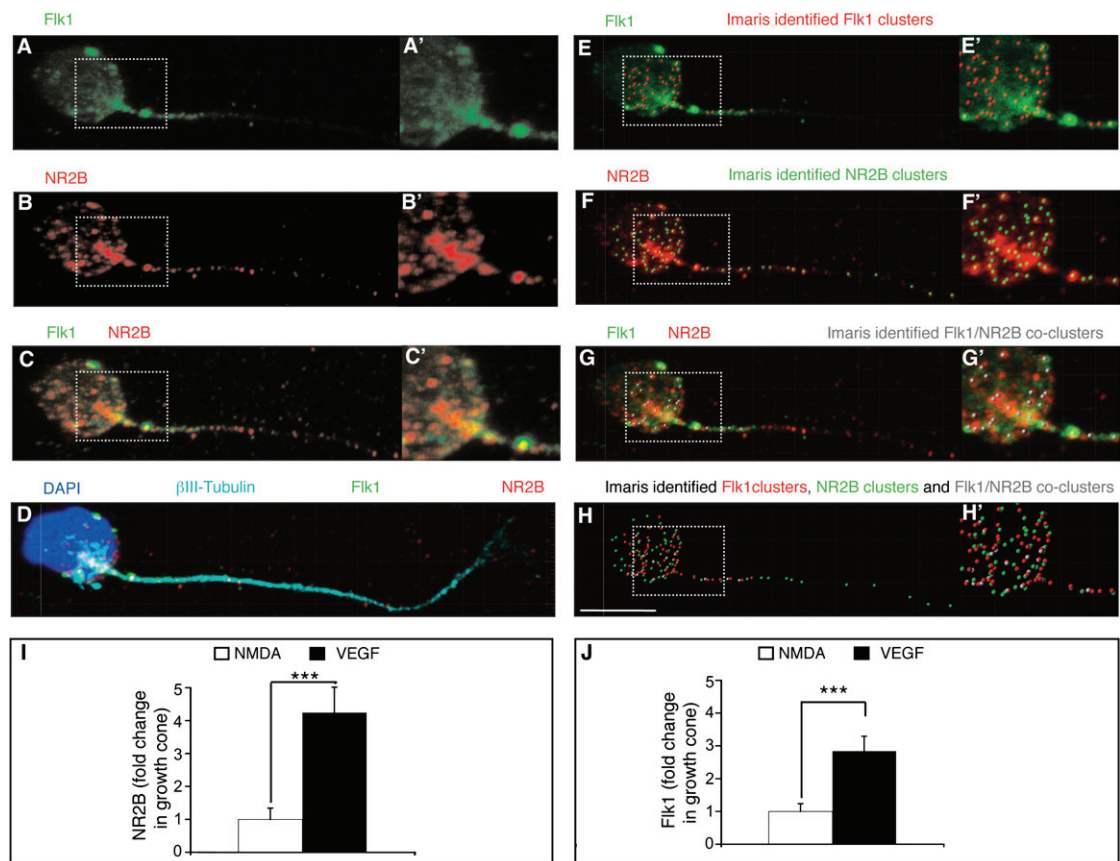 Flk1
A
A'
NR2B
B
B'
Flk1 NR2B
C
C'
DAPI βIII-Tubulin Flk1 NR2B
D
Flk1 Imaris identified Flk1 clusters
E
E'
NR2B Imaris identified NR2B clusters
F
F'
Flk1 NR2B Imaris identified Flk1/NR2B co-clusters
G
G'
Imaris identified Flk1clusters, NR2B clusters and Flk1/NR2B co-clusters
H
H'
I
NMDA VEGF
***
NR2B (fold change
in growth cone)
5
4
3
2
1
0
J
NMDA VEGF
***
Flk1 (fold change
in growth cone)
5
4
3
2
1
0